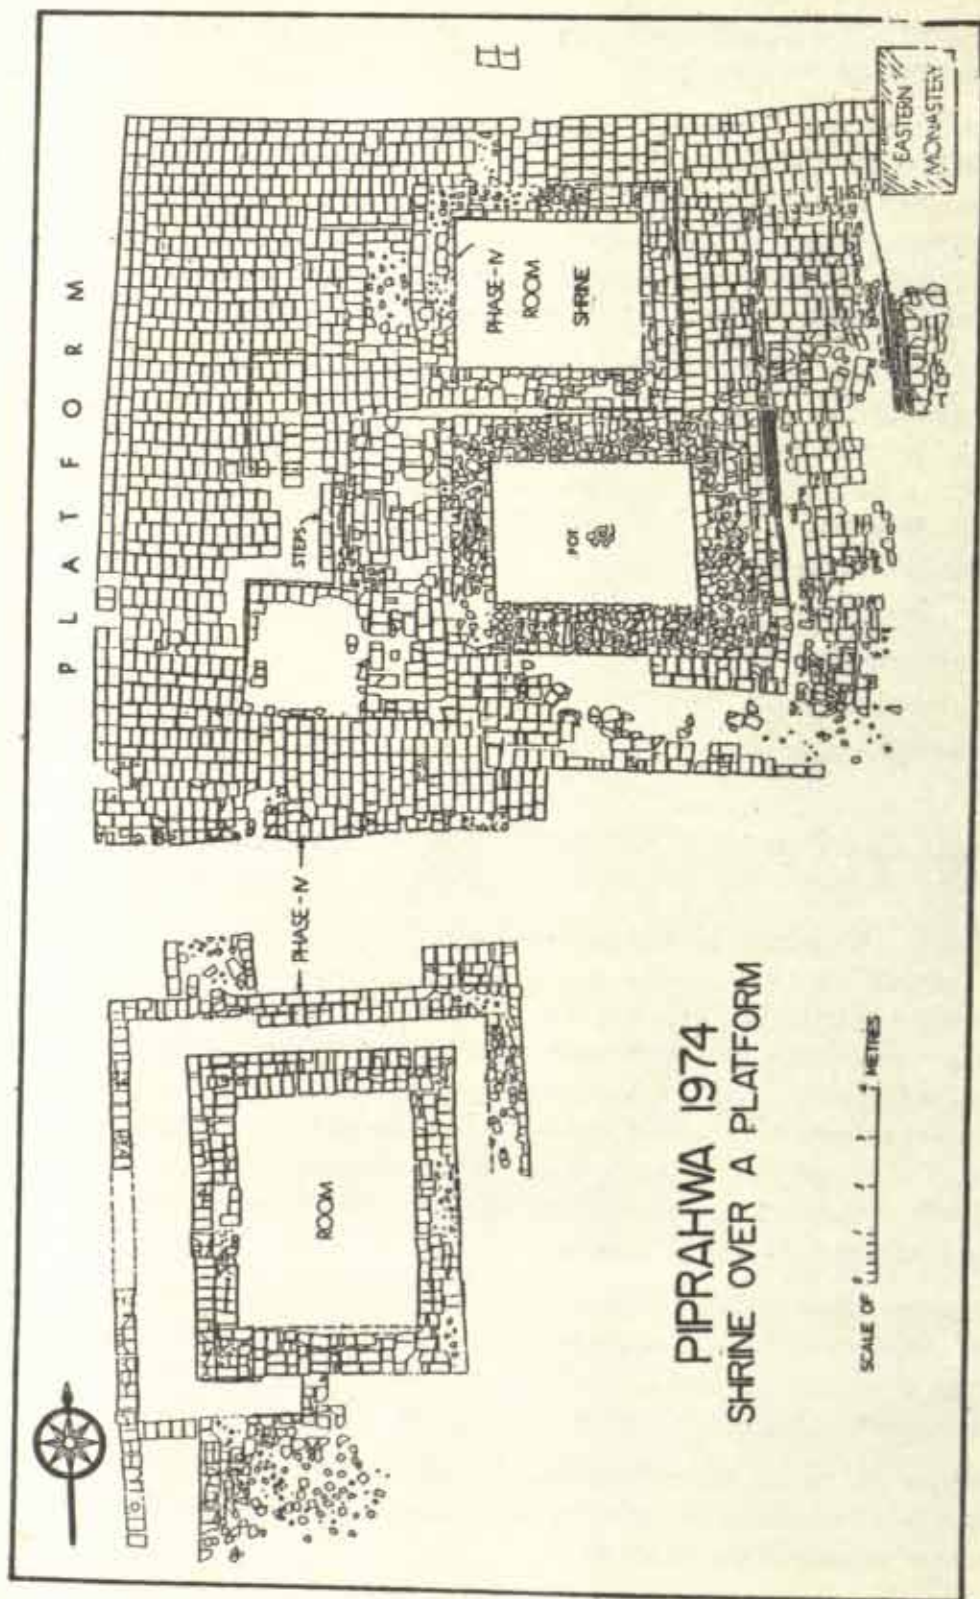 PLATFORM
EASTERN
MONASTERY
PHASE-IV
ROOM
SHRINE
STEPS
POT
PHASE-IV
ROOM
PIPRAHWA 1974
SHRINE OVER A PLATFORM
SCALE OF
METRES